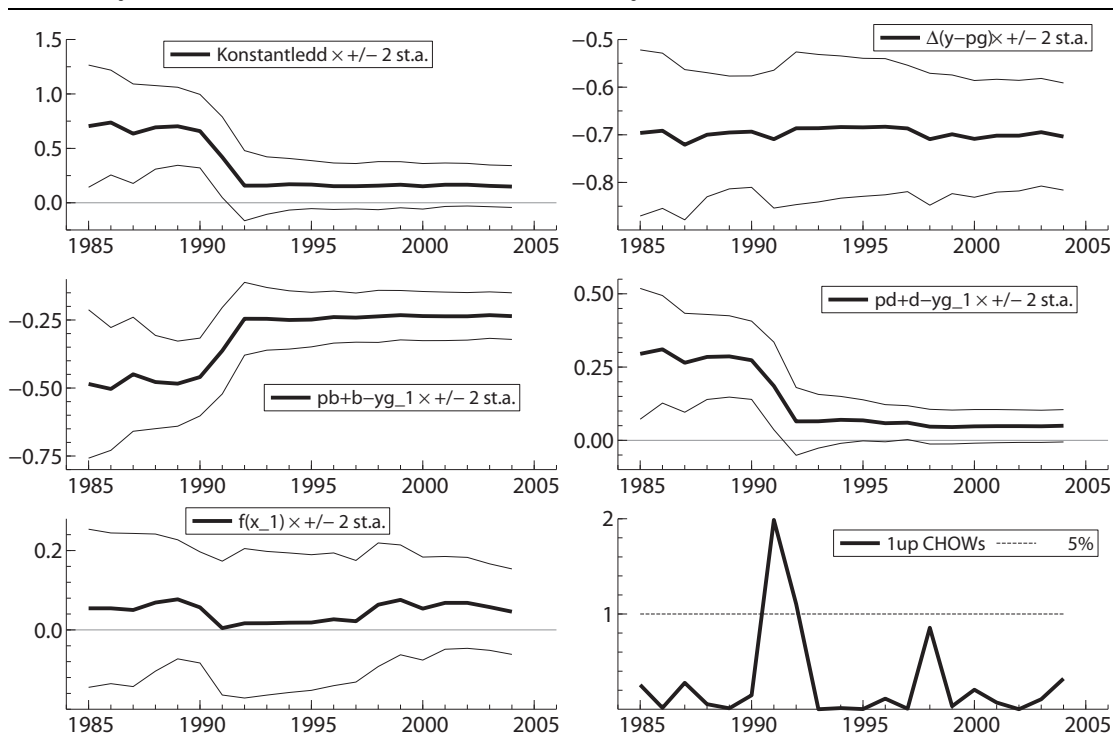 Konstantledd × +/− 2 st.a.
1.5
1.0
0.5
0.0
1985 1990 1995 2000 2005
Δ(y−pg)× +/− 2 st.a.
−0.5
−0.6
−0.7
−0.8
1985 1990 1995 2000 2005
pb+b−yg_1 × +/− 2 st.a.
−0.25
−0.50
−0.75
1985 1990 1995 2000 2005
pd+d−yg_1 × +/− 2 st.a.
0.50
0.25
0.00
1985 1990 1995 2000 2005
f(x_1) × +/− 2 st.a.
0.2
0.0
1985 1990 1995 2000 2005
1up CHOWs 5%
2
1
1985 1990 1995 2000 2005